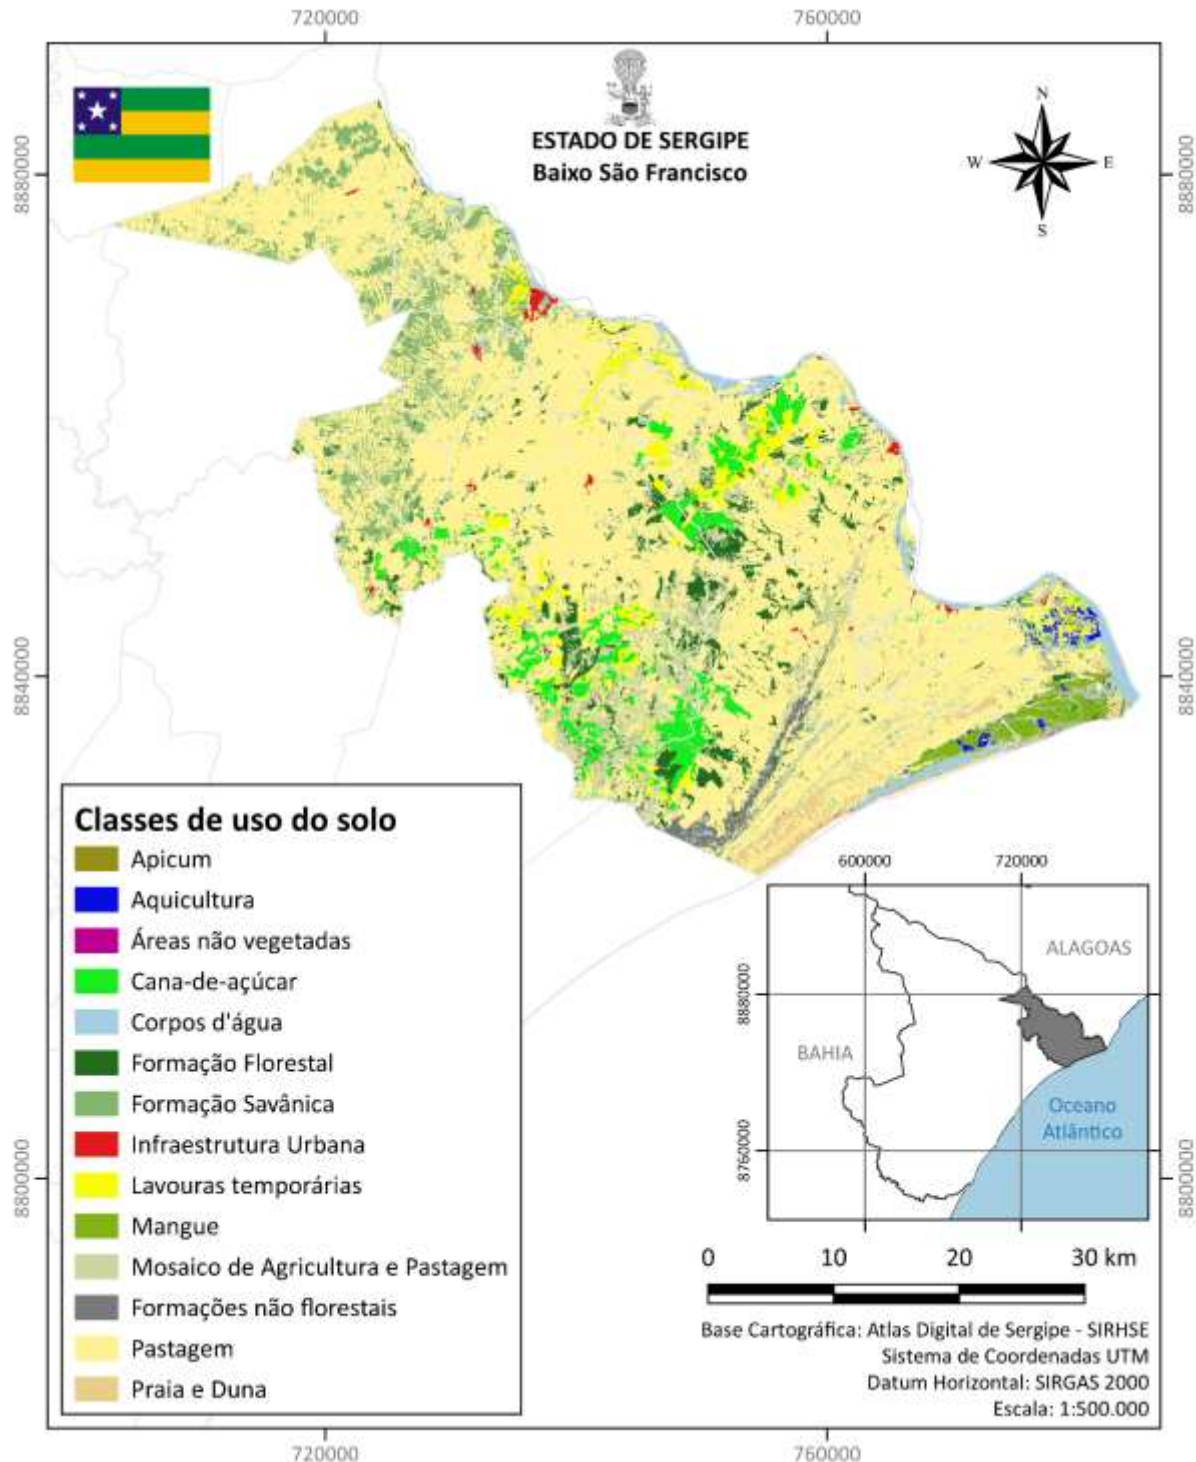 720000
760000
ESTADO DE SERGIPE
Baixo São Francisco
N
W
E
S
8880000
8880000
8840000
8840000
8800000
8800000
Classes de uso do solo
Apicum
Aquicultura
Áreas não vegetadas
Cana-de-açúcar
Corpos d'água
Formação Florestal
Formação Savânica
Infraestrutura Urbana
Lavouras temporárias
Mangue
Mosaico de Agricultura e Pastagem
Formações não florestais
Pastagem
Praia e Duna
600000
720000
8880000
8760000
ALAGOAS
BAHIA
Oceano
Atlântico
0
10
20
30 km
Base Cartográfica: Atlas Digital de Sergipe - SIRHSE
Sistema de Coordenadas UTM
Datum Horizontal: SIRGAS 2000
Escala: 1:500.000
720000
760000